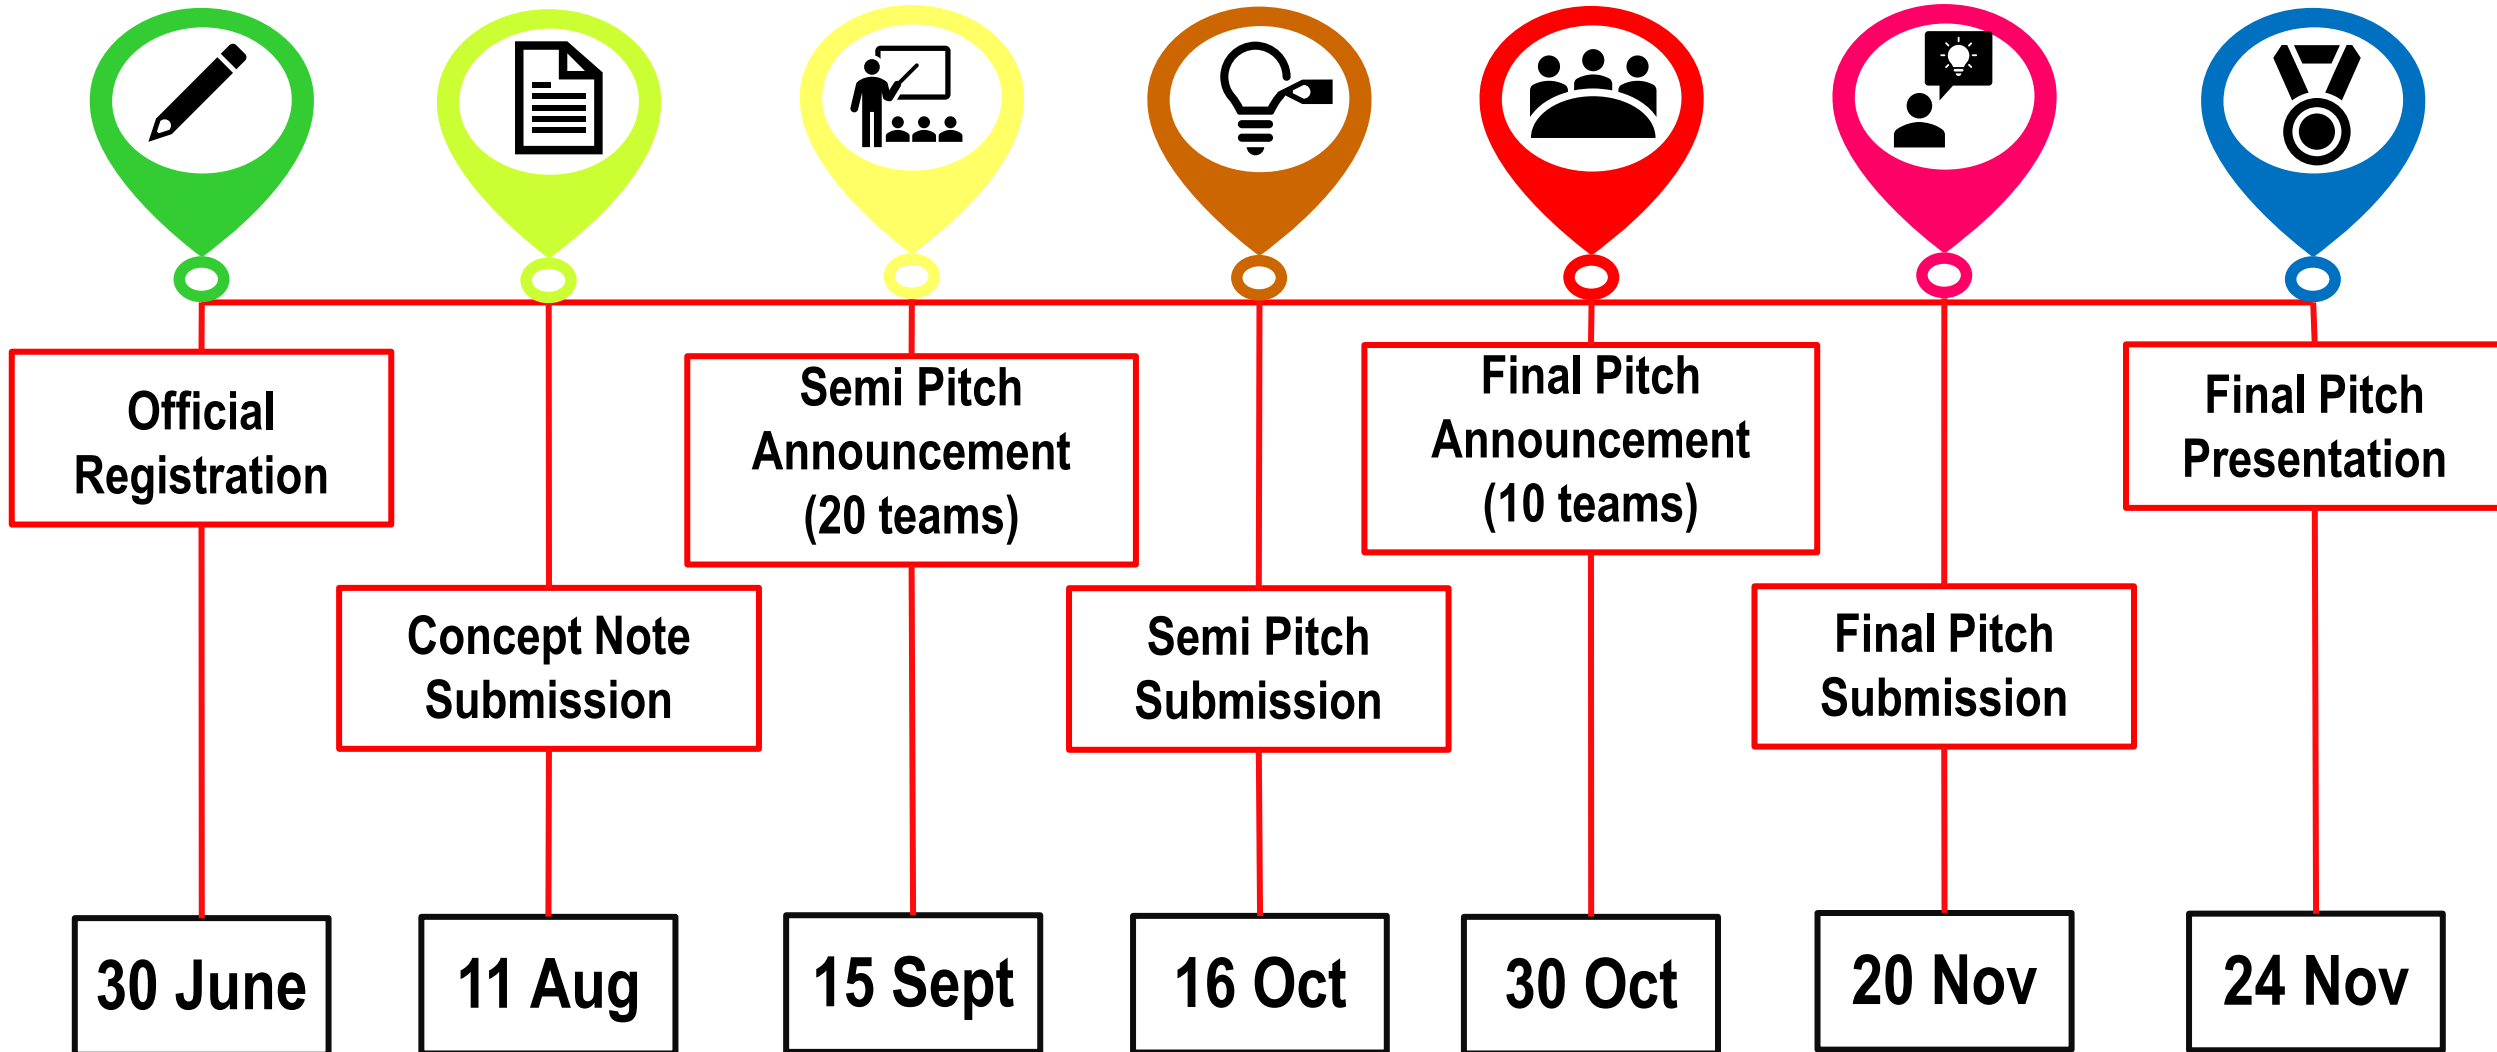 Official
Registration
Concept Note
Submission
Semi Pitch
Announcement
(20 teams)
Semi Pitch
Submission
Final Pitch
Announcement
(10 teams)
Final Pitch
Submission
Final Pitch
Presentation
30 June
11 Aug
15 Sept
16 Oct
30 Oct
20 Nov
24 Nov